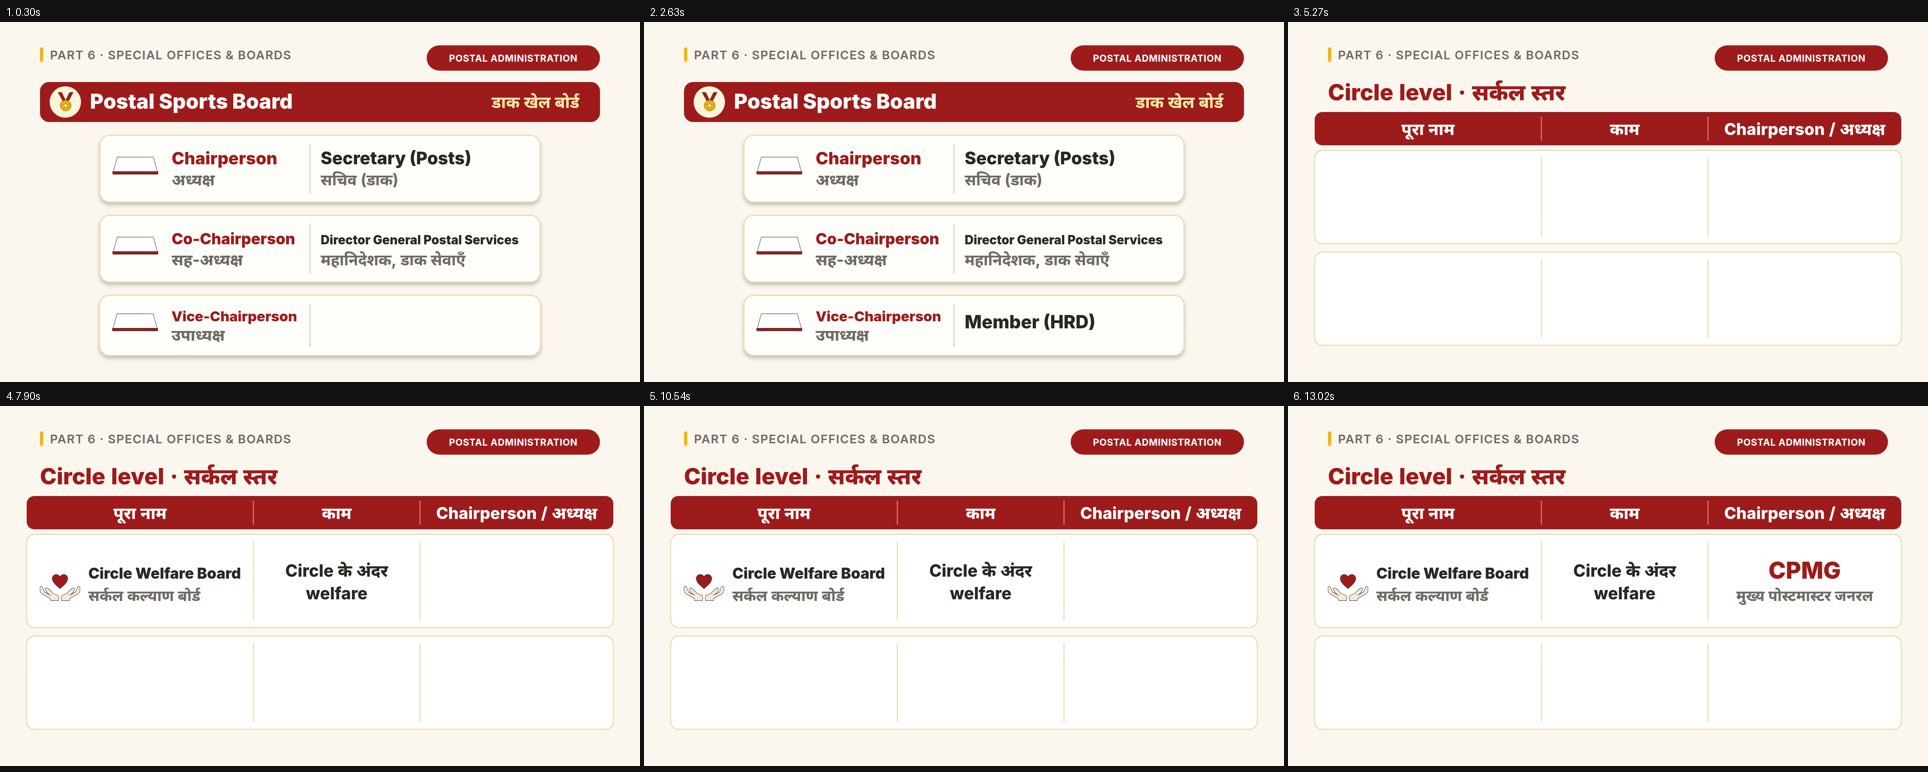 1. 0.30s
PART 6 · SPECIAL OFFICES & BOARDS
POSTAL ADMINISTRATION
Postal Sports Board
डाक खेल बोर्ड
Chairperson
अध्यक्ष
Secretary (Posts)
सचिव (डाक)
Co-Chairperson
सह-अध्यक्ष
Director General Postal Services
महानिदेशक, डाक सेवाएँ
Vice-Chairperson
उपाध्यक्ष
2. 2.63s
PART 6 · SPECIAL OFFICES & BOARDS
POSTAL ADMINISTRATION
Postal Sports Board
डाक खेल बोर्ड
Chairperson
अध्यक्ष
Secretary (Posts)
सचिव (डाक)
Co-Chairperson
सह-अध्यक्ष
Director General Postal Services
महानिदेशक, डाक सेवाएँ
Vice-Chairperson
उपाध्यक्ष
Member (HRD)
3. 5.27s
PART 6 · SPECIAL OFFICES & BOARDS
POSTAL ADMINISTRATION
Circle level · सर्कल स्तर
पूरा नाम
काम
Chairperson / अध्यक्ष
4. 7.90s
PART 6 · SPECIAL OFFICES & BOARDS
POSTAL ADMINISTRATION
Circle level · सर्कल स्तर
पूरा नाम
काम
Chairperson / अध्यक्ष
Circle Welfare Board
सर्कल कल्याण बोर्ड
Circle के अंदर
welfare
5. 10.54s
PART 6 · SPECIAL OFFICES & BOARDS
POSTAL ADMINISTRATION
Circle level · सर्कल स्तर
पूरा नाम
काम
Chairperson / अध्यक्ष
Circle Welfare Board
सर्कल कल्याण बोर्ड
Circle के अंदर
welfare
6. 13.02s
PART 6 · SPECIAL OFFICES & BOARDS
POSTAL ADMINISTRATION
Circle level · सर्कल स्तर
पूरा नाम
काम
Chairperson / अध्यक्ष
Circle Welfare Board
सर्कल कल्याण बोर्ड
Circle के अंदर
welfare
CPMG
मुख्य पोस्टमास्टर जनरल